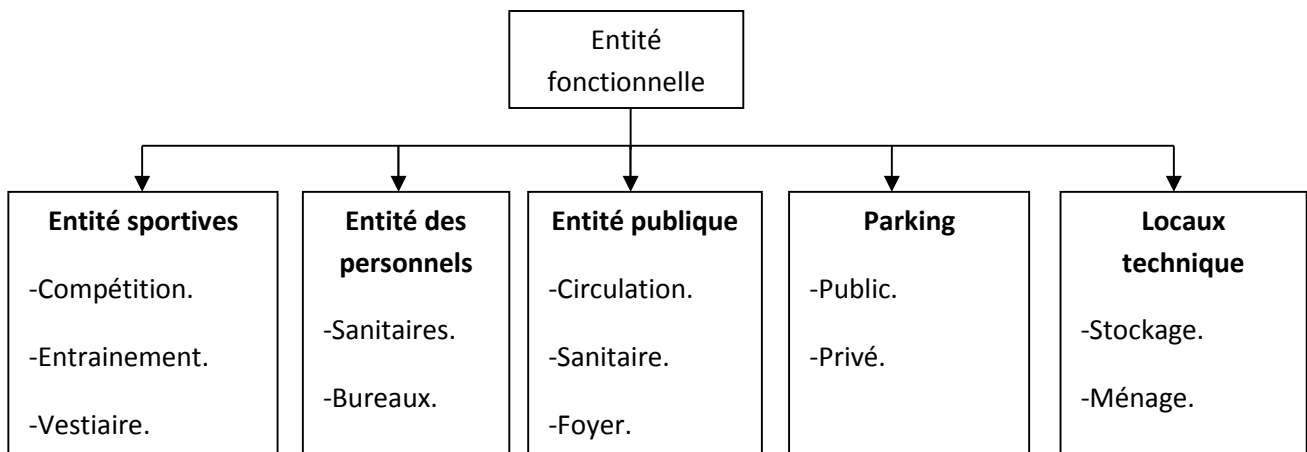 Entité
fonctionnelle
Entité sportives
-Compétition.
-Entrainement.
-Vestiaire.
Entité des
personnels
-Sanitaires.
-Bureaux.
Entité publique
-Circulation.
-Sanitaire.
-Foyer.
Parking
-Public.
-Privé.
Locaux
technique
-Stockage.
-Ménage.